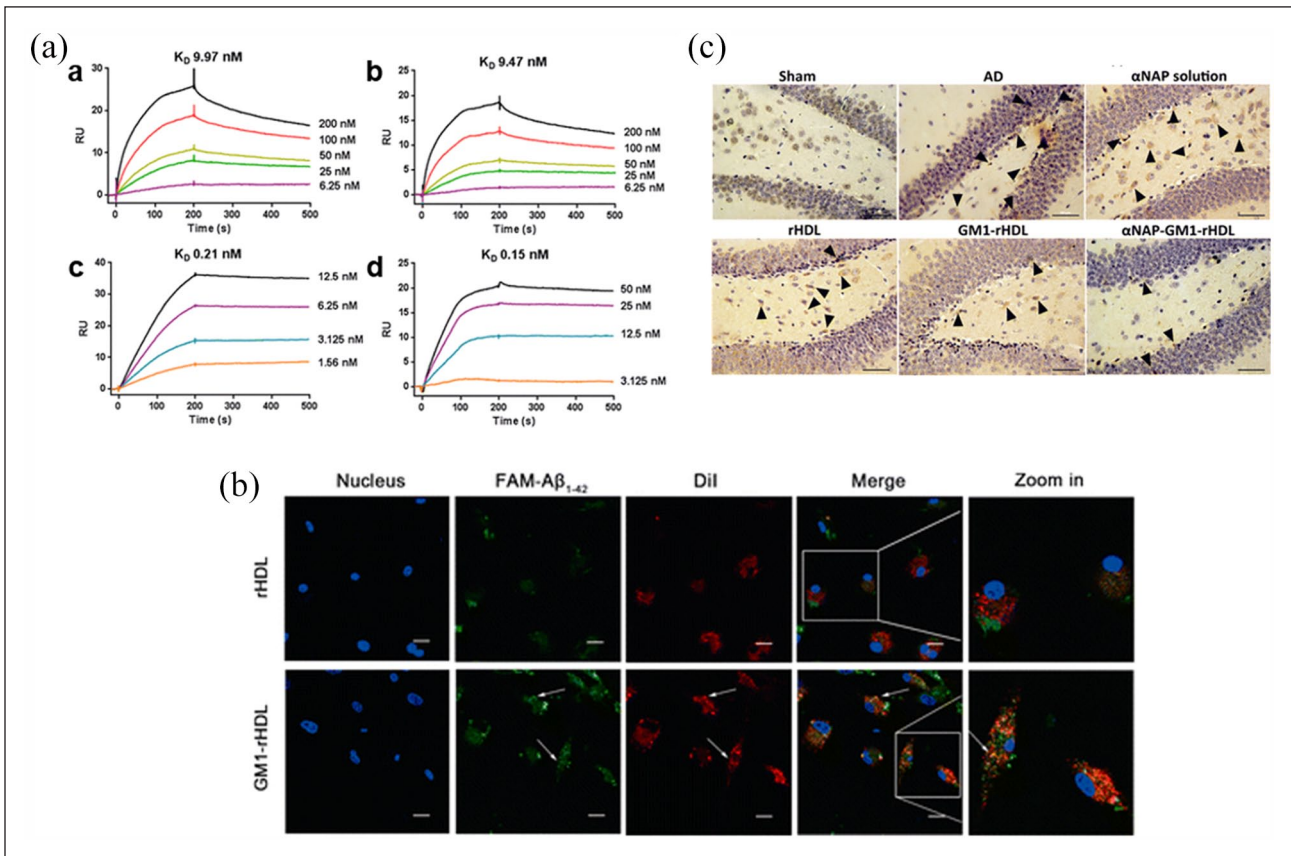 (a)
a
K_D 9.97 nM
RU
30
20
10
0
200 nM
100 nM
50 nM
25 nM
6.25 nM
0 100 200 300 400 500
Time (s)
b
K_D 9.47 nM
RU
25
20
15
10
5
0
200 nM
100 nM
50 nM
25 nM
6.25 nM
0 100 200 300 400 500
Time (s)
c
K_D 0.21 nM
RU
40
30
20
10
0
12.5 nM
6.25 nM
3.125 nM
1.56 nM
0 100 200 300 400 500
Time (s)
d
K_D 0.15 nM
RU
25
20
15
10
5
0
50 nM
25 nM
12.5 nM
3.125 nM
0 100 200 300 400 500
Time (s)
(c)
Sham AD αNAP solution
rHDL GM1-rHDL αNAP-GM1-rHDL
(b)
Nucleus FAM-Aβ₁₋₄₂ DiI Merge Zoom in
rHDL
GM1-rHDL